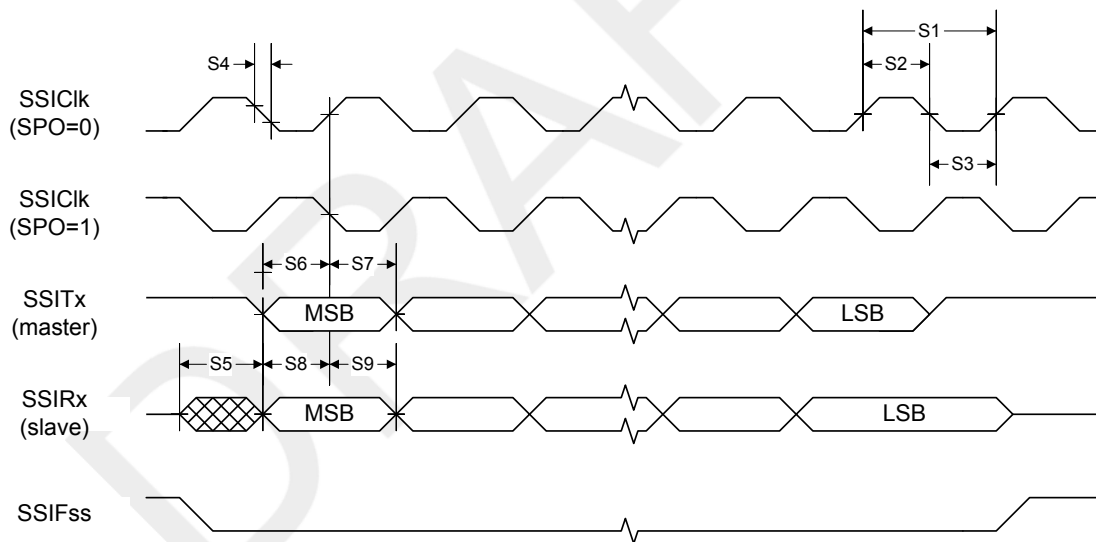 DRAFT
S1
S4
S2
SSIClk
(SPO=0)
S3
SSIClk
(SPO=1)
S6
S7
SSITx
(master)
MSB
LSB
S5
S8
S9
SSIRx
(slave)
MSB
LSB
SSIFss